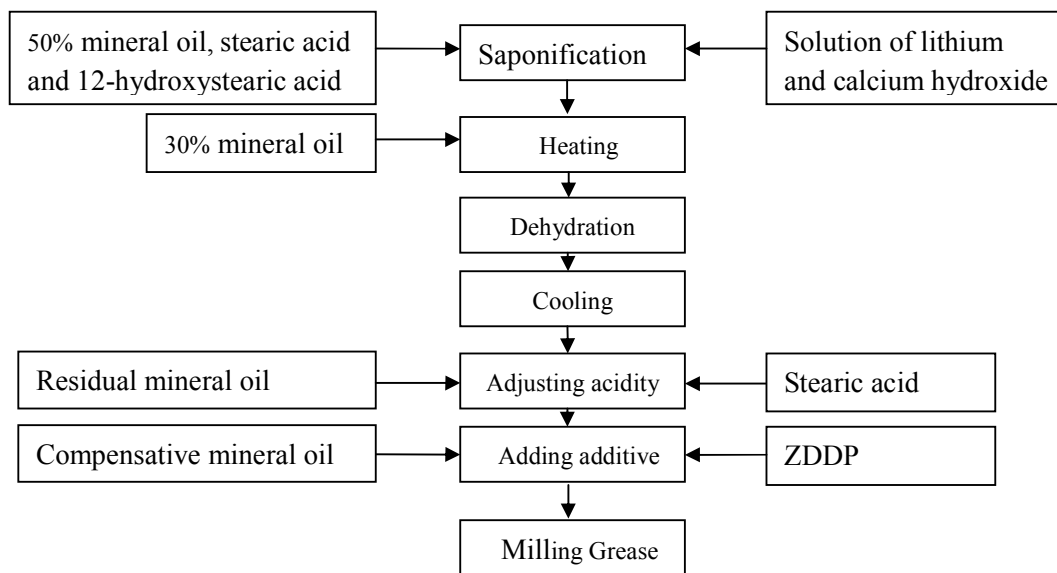 50% mineral oil, stearic acid
and 12-hydroxystearic acid
Saponification
Solution of lithium
and calcium hydroxide
30% mineral oil
Heating
Dehydration
Cooling
Residual mineral oil
Adjusting acidity
Stearic acid
Compensative mineral oil
Adding additive
ZDDP
Milling Grease